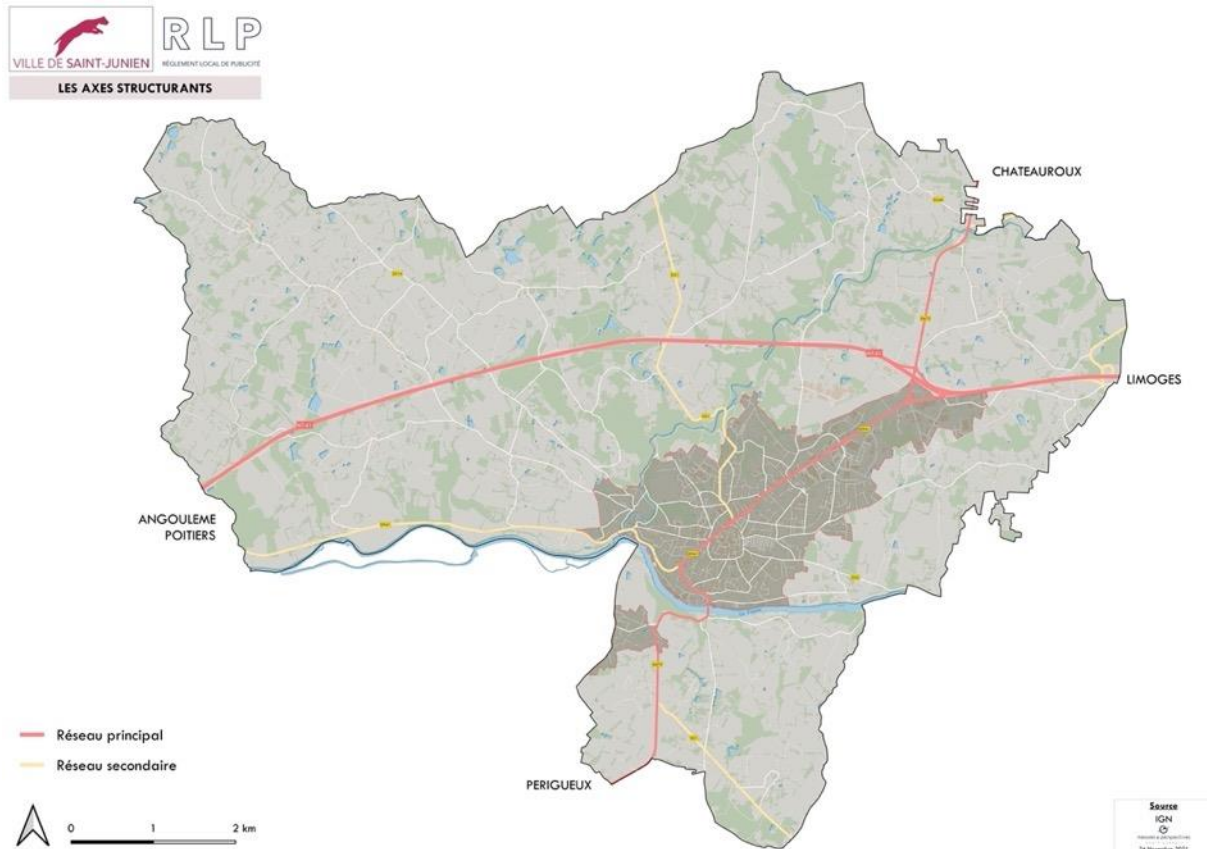 VILLE DE SAINT-JUNIEN
RLP
RÈGLEMENT LOCAL DE PUBLICITÉ
LES AXES STRUCTURANTS
CHATEAUROUX
LIMOGES
ANGOULEME
POITIERS
PERIGUEUX
Réseau principal
Réseau secondaire
0 1 2 km
Source
IGN